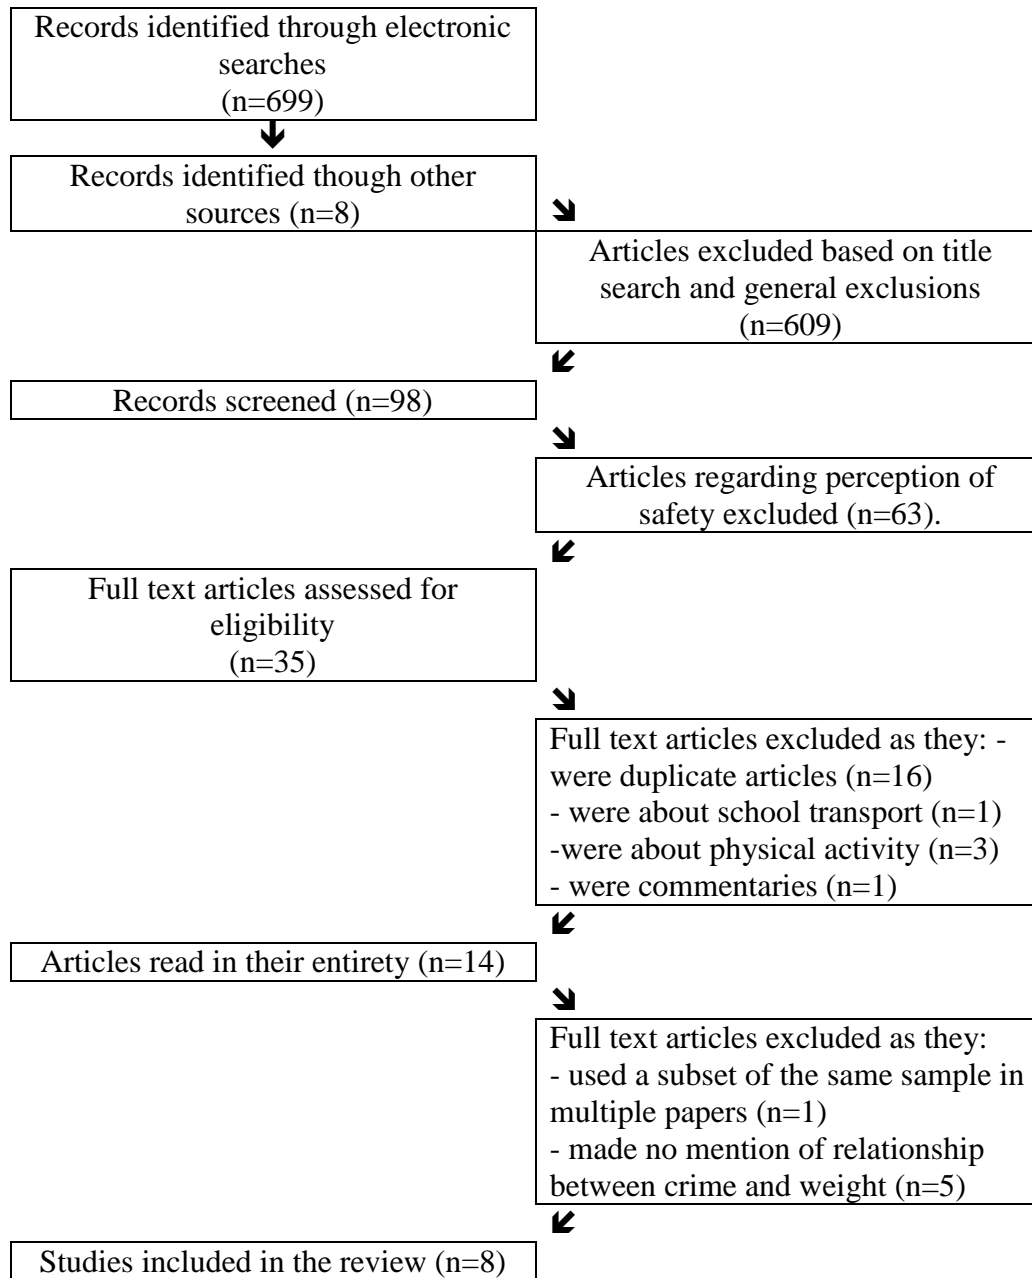 Records identified through electronic
searches
(n=699)
Records identified though other
sources (n=8)
Articles excluded based on title
search and general exclusions
(n=609)
Records screened (n=98)
Articles regarding perception of
safety excluded (n=63).
Full text articles assessed for
eligibility
(n=35)
Full text articles excluded as they: -
were duplicate articles (n=16)
- were about school transport (n=1)
-were about physical activity (n=3)
- were commentaries (n=1)
Articles read in their entirety (n=14)
Full text articles excluded as they:
- used a subset of the same sample in
multiple papers (n=1)
- made no mention of relationship
between crime and weight (n=5)
Studies included in the review (n=8)